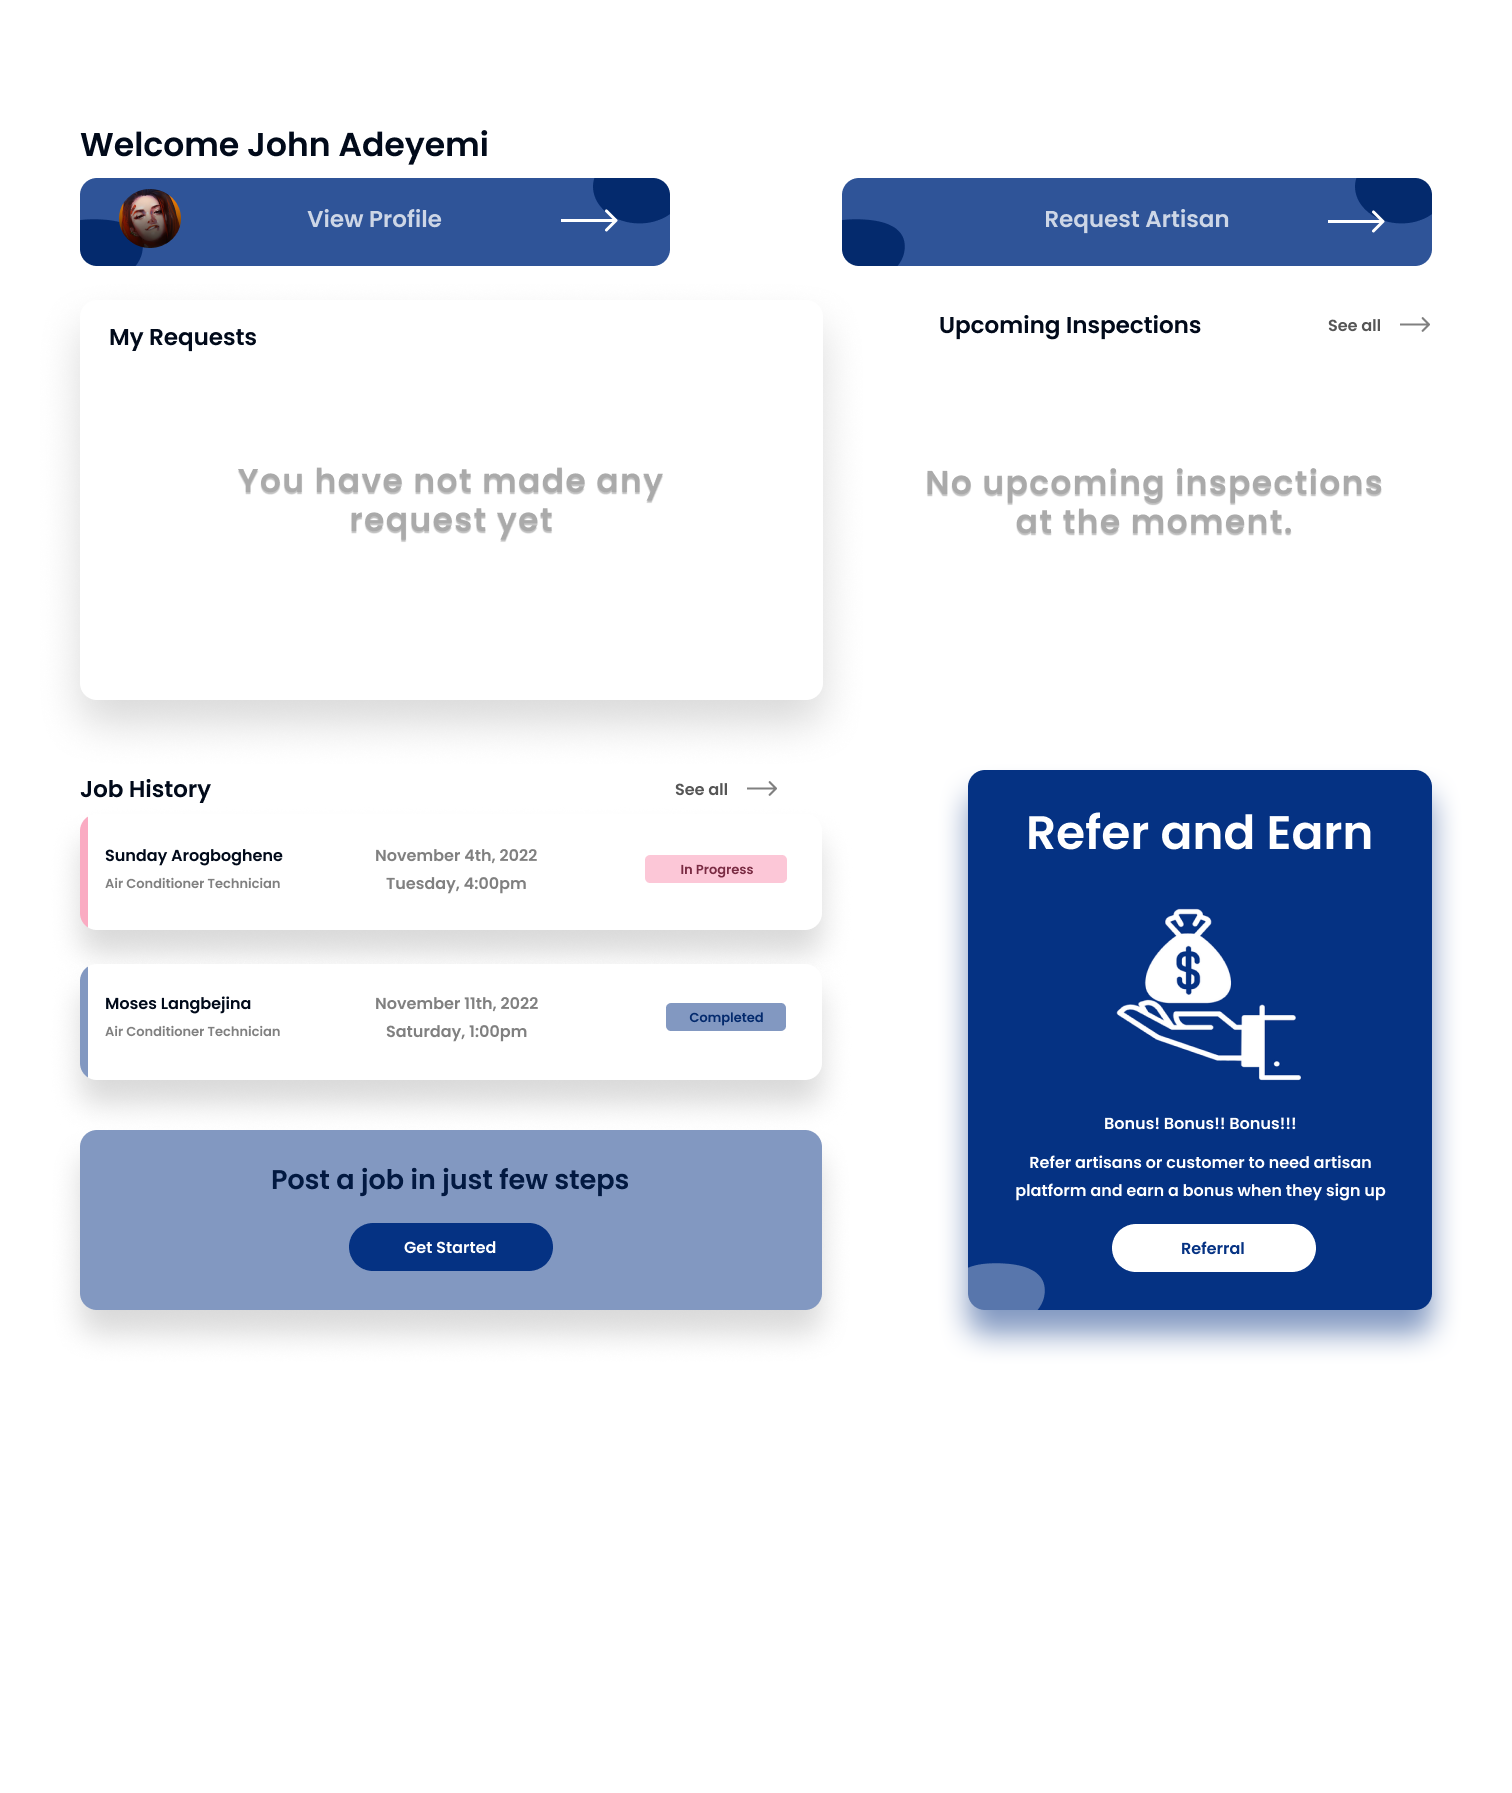 Welcome John Adeyemi
View Profile
Request Artisan
My Requests
You have not made any
request yet
Upcoming Inspections
See all
No upcoming inspections
at the moment.
Job History
See all
Sunday Arogboghene
Air Conditioner Technician
November 4th, 2022
Tuesday, 4:00pm
In Progress
Moses Langbejina
Air Conditioner Technician
November 11th, 2022
Saturday, 1:00pm
Completed
Post a job in just few steps
Get Started
Refer and Earn
$
Bonus! Bonus!! Bonus!!!
Refer artisans or customer to need artisan
platform and earn a bonus when they sign up
Referral